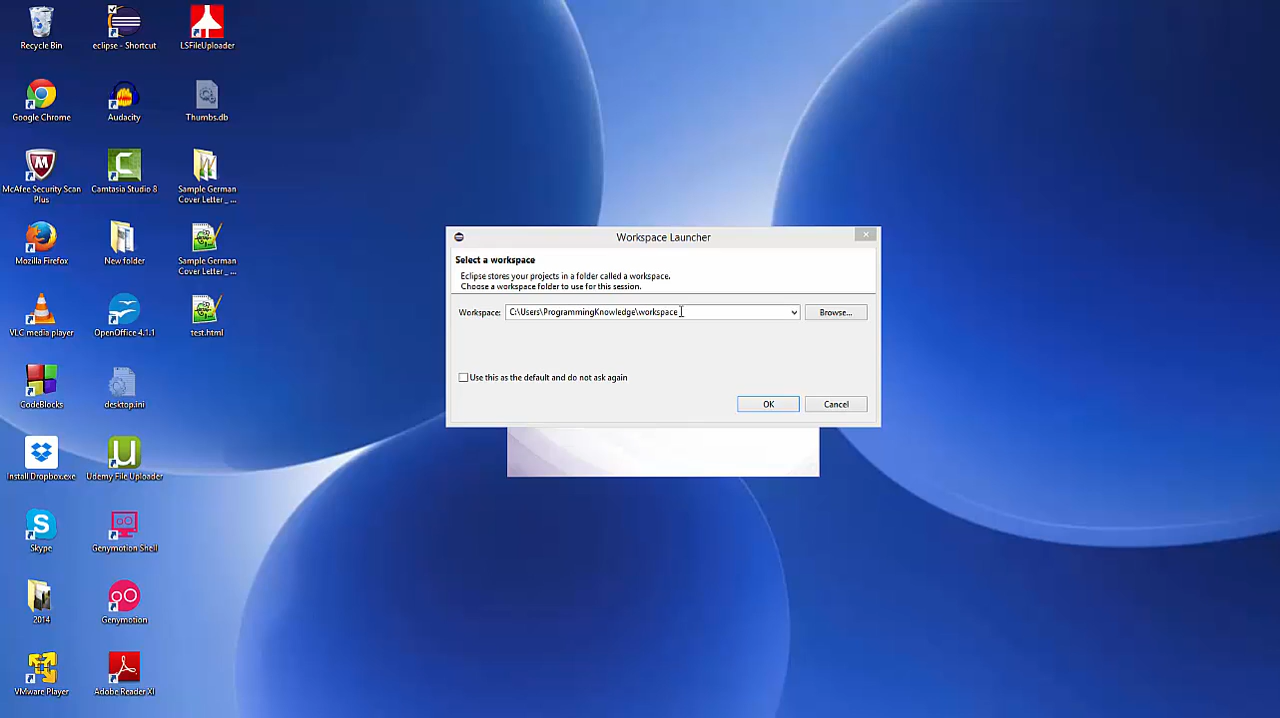 Recycle Bin
eclipse - Shortcut
LSFileUploader
Google Chrome
Audacity
Thumbs.db
McAfee Security Scan
Plus
Camtasia Studio 8
Sample German
Cover Letter_ ...
Mozilla Firefox
New folder
Sample German
Cover Letter_ ...
VLC media player
OpenOffice 4.1.1
test.html
CodeBlocks
desktop.ini
Install Dropbox.exe
Udemy File Uploader
Skype
Genymotion Shell
2014
Genymotion
VMware Player
Adobe Reader XI
Workspace Launcher
Select a workspace
Eclipse stores your projects in a folder called a workspace.
Choose a workspace folder to use for this session.
Workspace: C:\Users\ProgrammingKnowledge\workspace Browse...
Use this as the default and do not ask again
OK Cancel